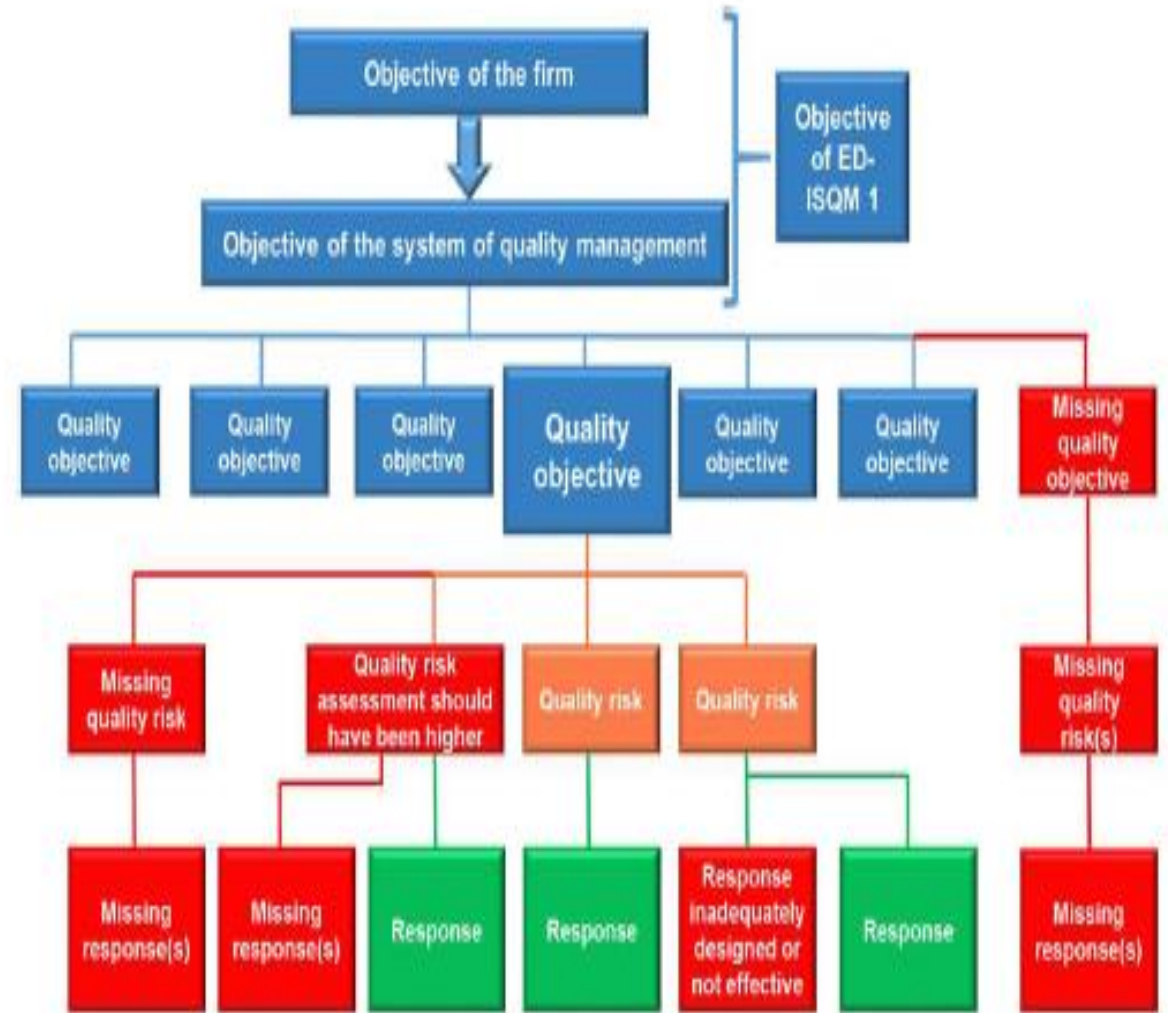 Objective of the firm
Objective
of ED-
ISQM 1
Objective of the system of quality management
Quality
objective
Quality
objective
Quality
objective
Quality
objective
Quality
objective
Quality
objective
Missing
quality
objective
Missing
quality risk
Quality risk
assessment should
have been higher
Quality risk
Quality risk
Missing
quality
risk(s)
Missing
response(s)
Missing
response(s)
Response
Response
Response
inadequately
designed or
not effective
Response
Missing
response(s)